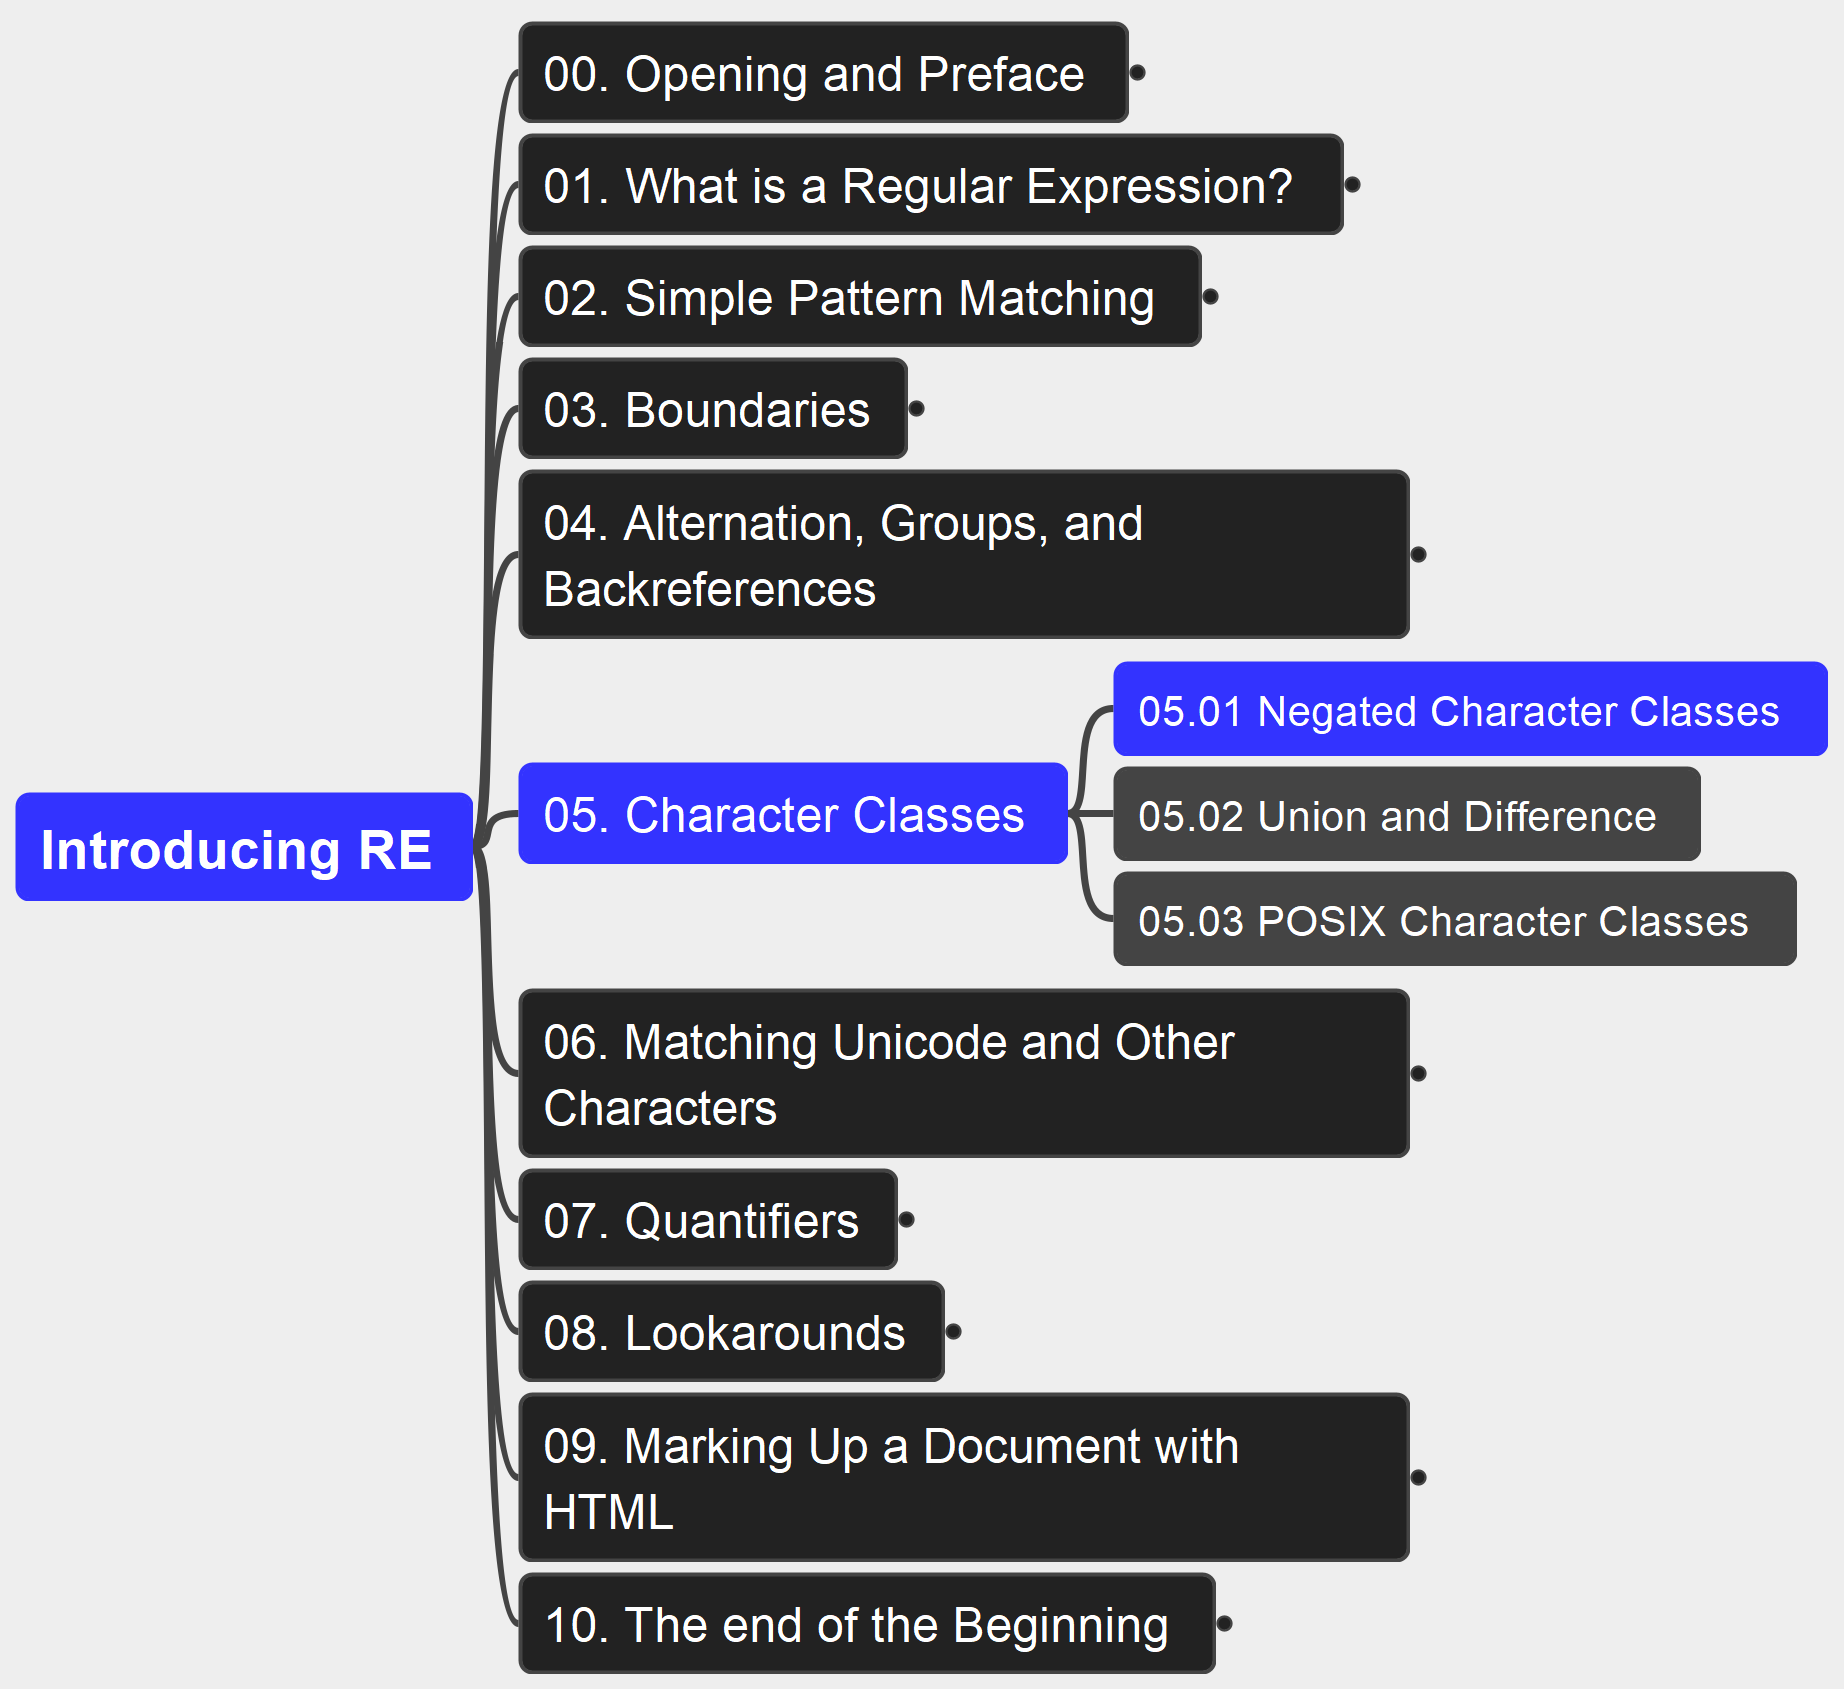 00. Opening and Preface
01. What is a Regular Expression?
02. Simple Pattern Matching
03. Boundaries
04. Alternation, Groups, and
Backreferences
Introducing RE
05. Character Classes
05.01 Negated Character Classes
05.02 Union and Difference
05.03 POSIX Character Classes
06. Matching Unicode and Other
Characters
07. Quantifiers
08. Lookarounds
09. Marking Up a Document with
HTML
10. The end of the Beginning